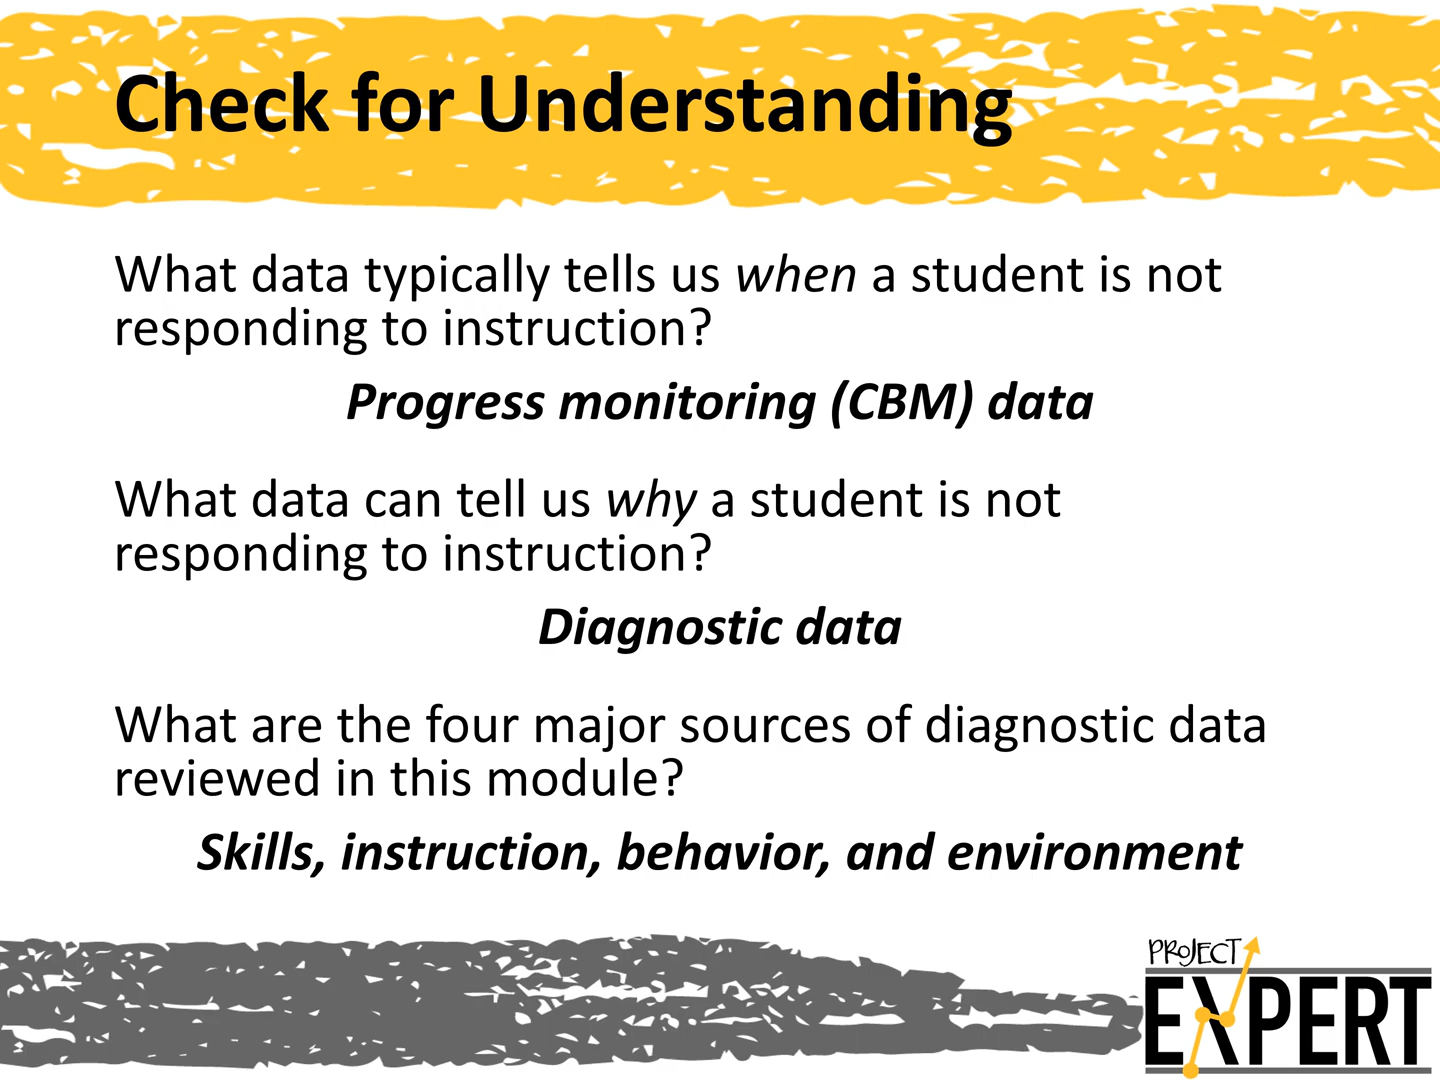 Check for Understanding
What data typically tells us when a student is not
responding to instruction?
Progress monitoring (CBM) data
What data can tell us why a student is not
responding to instruction?
Diagnostic data
What are the four major sources of diagnostic data
reviewed in this module?
Skills, instruction, behavior, and environment
PROJECT
EXPERT